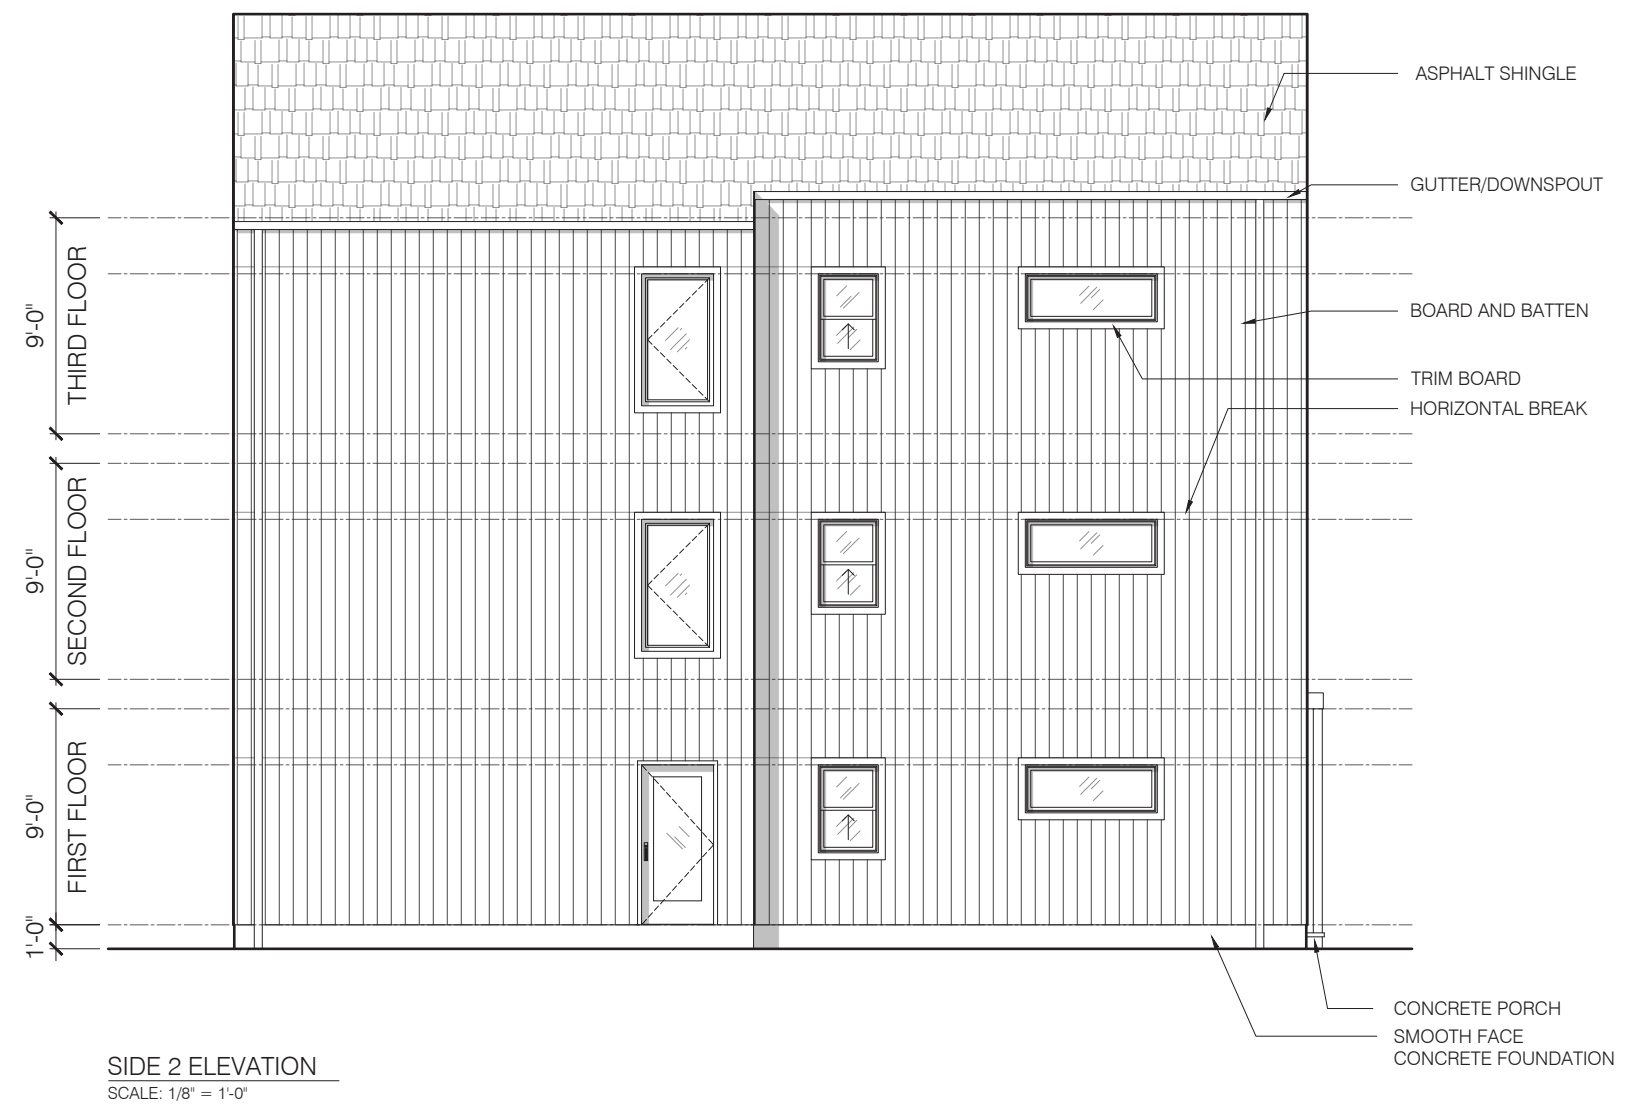 ASPHALT SHINGLE
GUTTER/DOWNSPOUT
9'-0"
THIRD FLOOR
BOARD AND BATTEN
TRIM BOARD
HORIZONTAL BREAK
9'-0"
SECOND FLOOR
9'-0"
FIRST FLOOR
1'-0"
CONCRETE PORCH
SMOOTH FACE
CONCRETE FOUNDATION
SIDE 2 ELEVATION
SCALE: 1/8" = 1'-0"